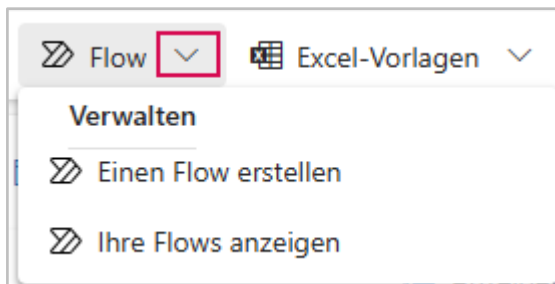 Flow Excel-Vorlagen
Verwalten
Einen Flow erstellen
Ihre Flows anzeigen